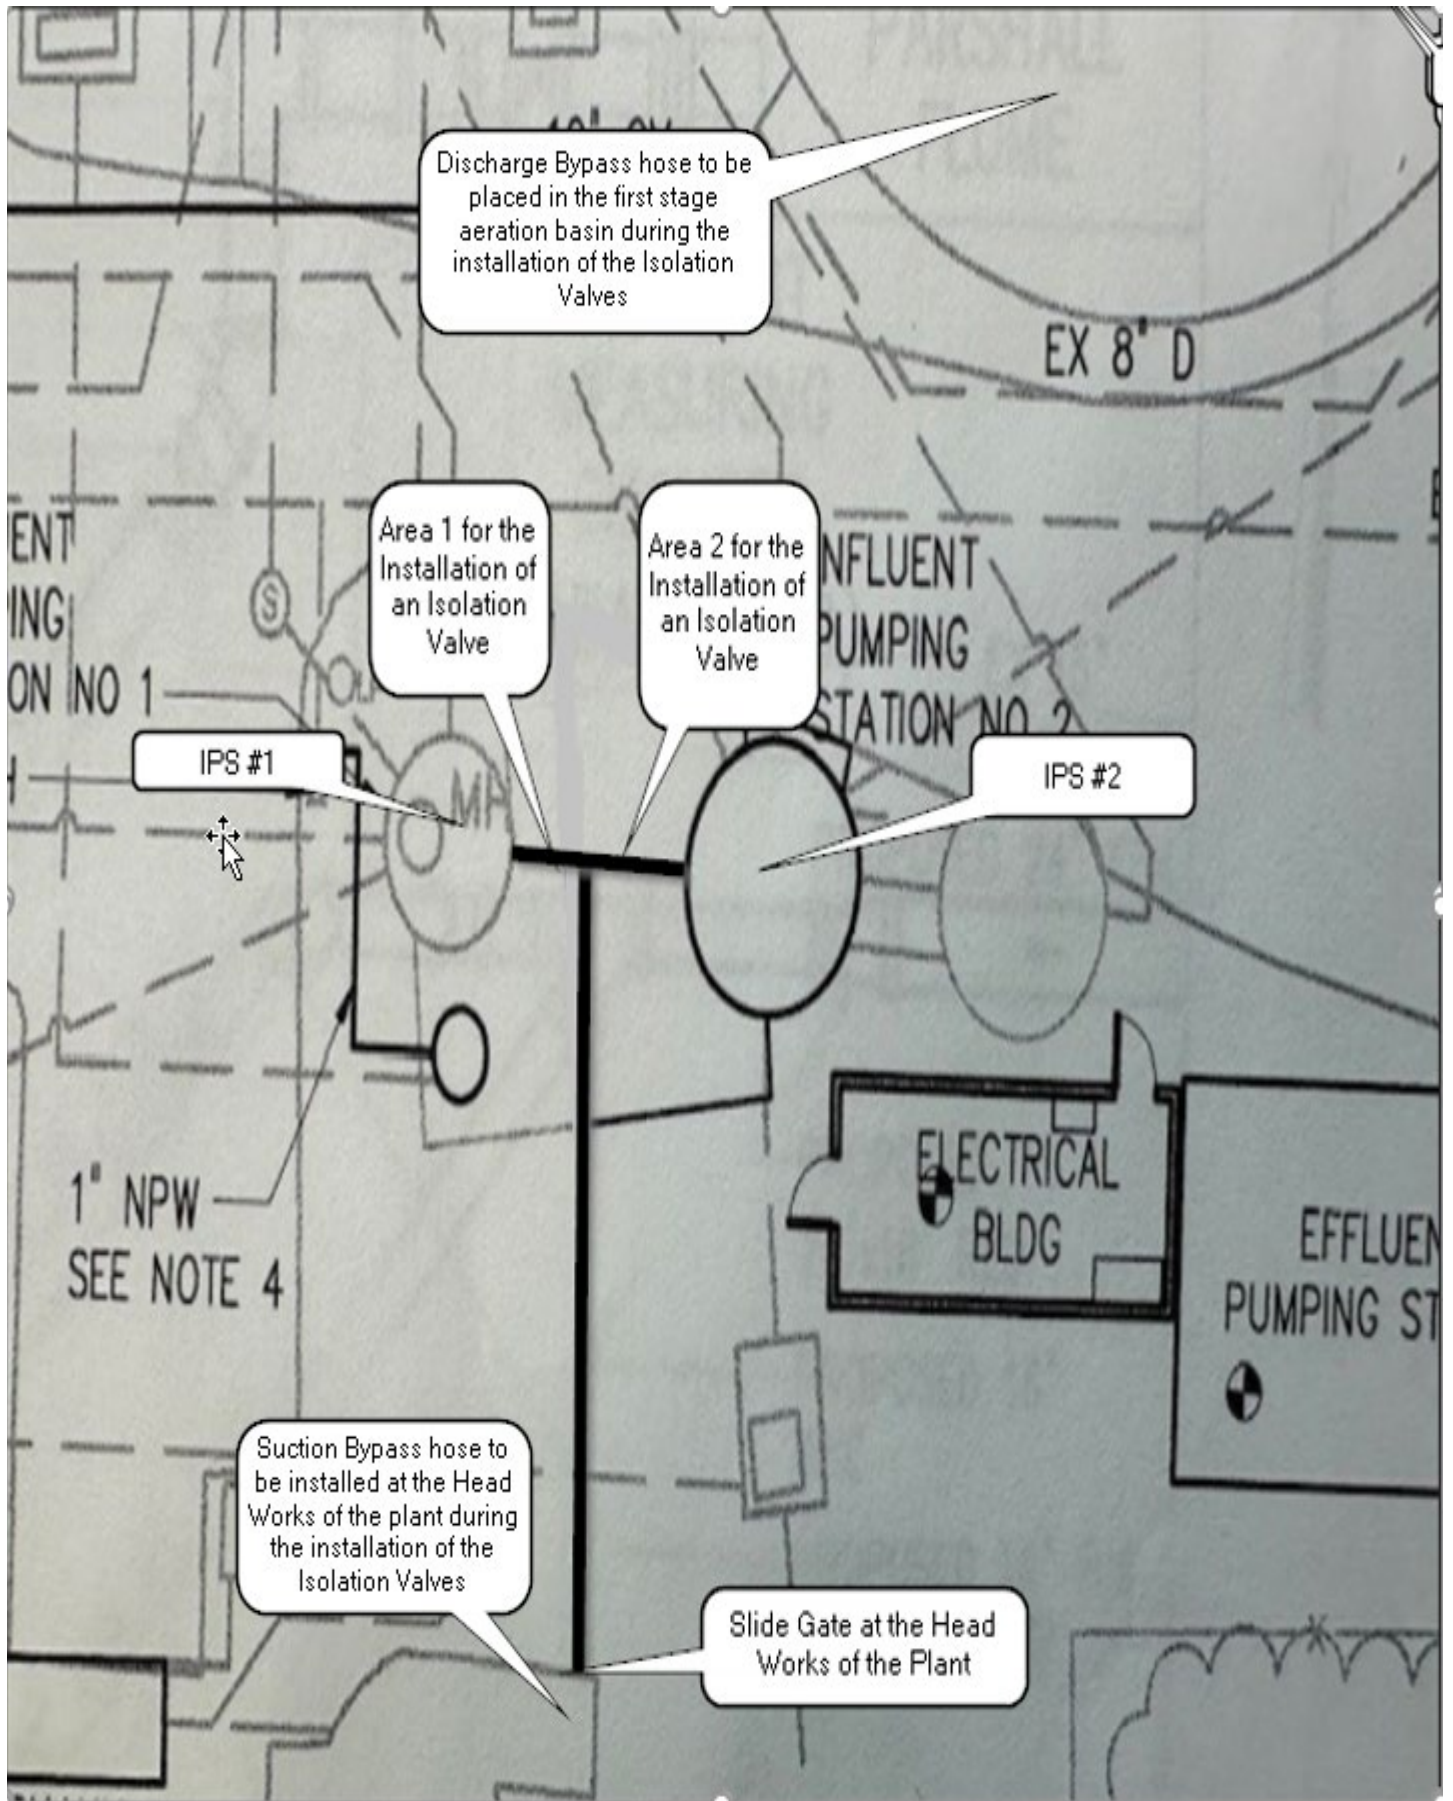 PARSHALL
FLUME
Discharge Bypass hose to be
placed in the first stage
aeration basin during the
installation of the Isolation
Valves
EX 8" D
MEASURING
Area 1 for the
Installation of
an Isolation
Valve
Area 2 for the
Installation of
an Isolation
Valve
ENT
ING
ON NO 1
NFLUENT
PUMPING
STATION NO 2
S
IPS #1
MH
IPS #2
1" NPW
SEE NOTE 4
ELECTRICAL
BLDG
EFFLUEN
PUMPING ST
Suction Bypass hose to
be installed at the Head
Works of the plant during
the installation of the
Isolation Valves
Slide Gate at the Head
Works of the Plant